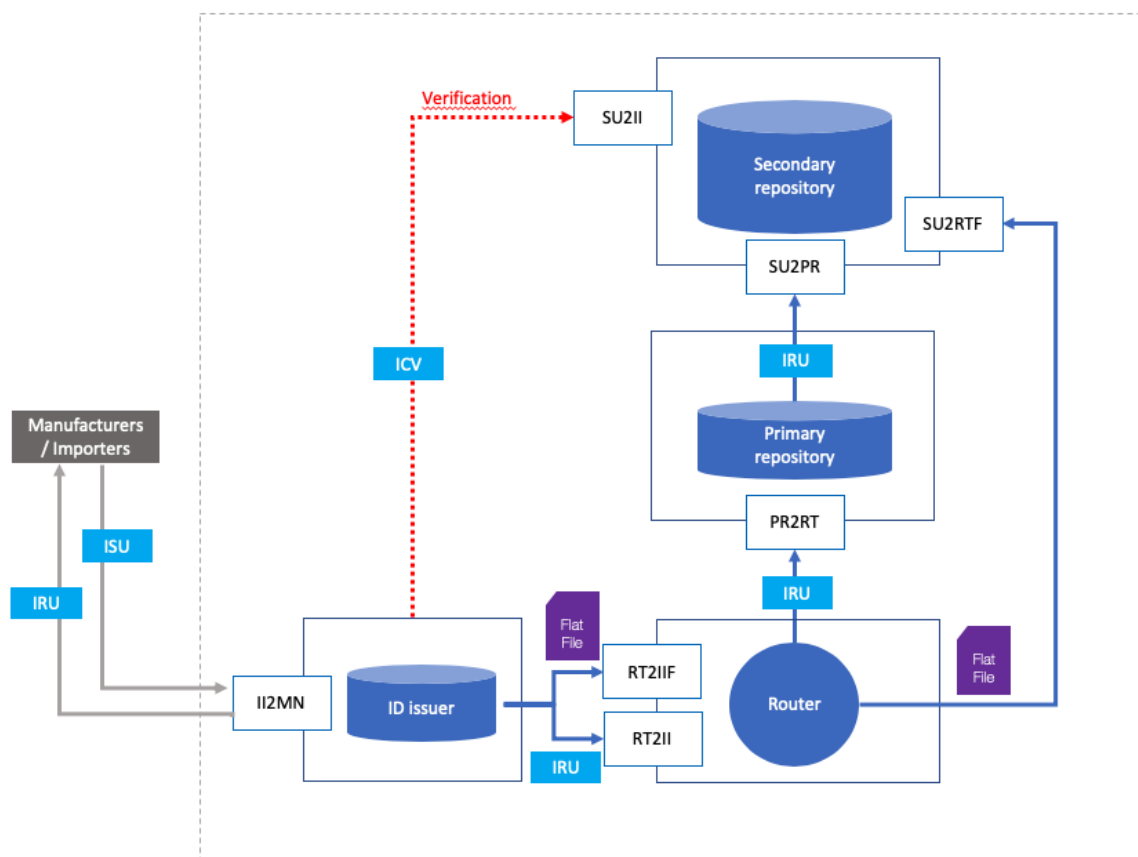 Verification
SU2II
Secondary
repository
SU2RTF
SU2PR
ICV
IRU
Manufacturers
/ Importers
Primary
repository
PR2RT
ISU
IRU
IRU
Flat
File
Flat
File
RT2IIF
II2MN
ID issuer
Router
RT2II
IRU